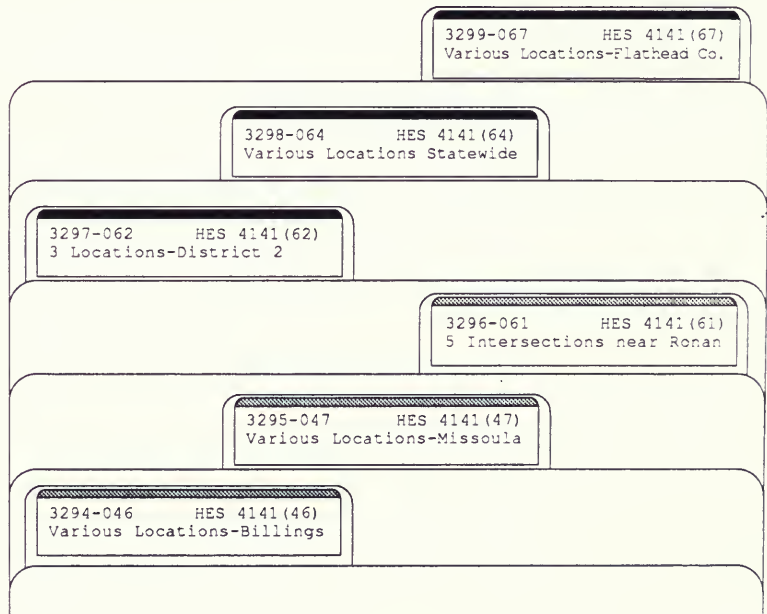 3299-067 HES 4141(67)
Various Locations-Flathead Co.
3298-064 HES 4141(64)
Various Locations Statewide
3297-062 HES 4141(62)
3 Locations-District 2
3296-061 HES 4141(61)
5 Intersections near Ronan
3295-047 HES 4141(47)
Various Locations-Missoula
3294-046 HES 4141(46)
Various Locations-Billings